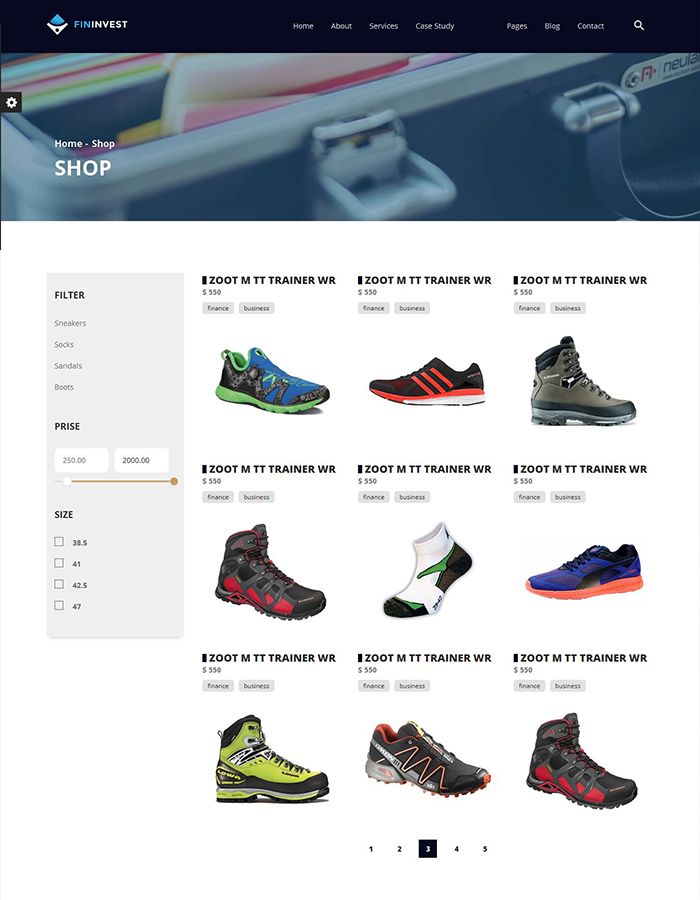 FININVEST
Home About Services Case Study Pages Blog Contact
Home - Shop
SHOP
FILTER
Sneakers
Socks
Sandals
Boots
PRISE
250.00 2000.00
SIZE
38.5
41
42.5
47
ZOOT M TT TRAINER WR
$ 550
finance business
ZOOT M TT TRAINER WR
$ 550
finance business
ZOOT M TT TRAINER WR
$ 550
finance business
ZOOT M TT TRAINER WR
$ 550
finance business
ZOOT M TT TRAINER WR
$ 550
finance business
ZOOT M TT TRAINER WR
$ 550
finance business
ZOOT M TT TRAINER WR
$ 550
finance business
LOWA
ZOOT M TT TRAINER WR
$ 550
finance business
ZOOT M TT TRAINER WR
$ 550
finance business
1 2 3 4 5